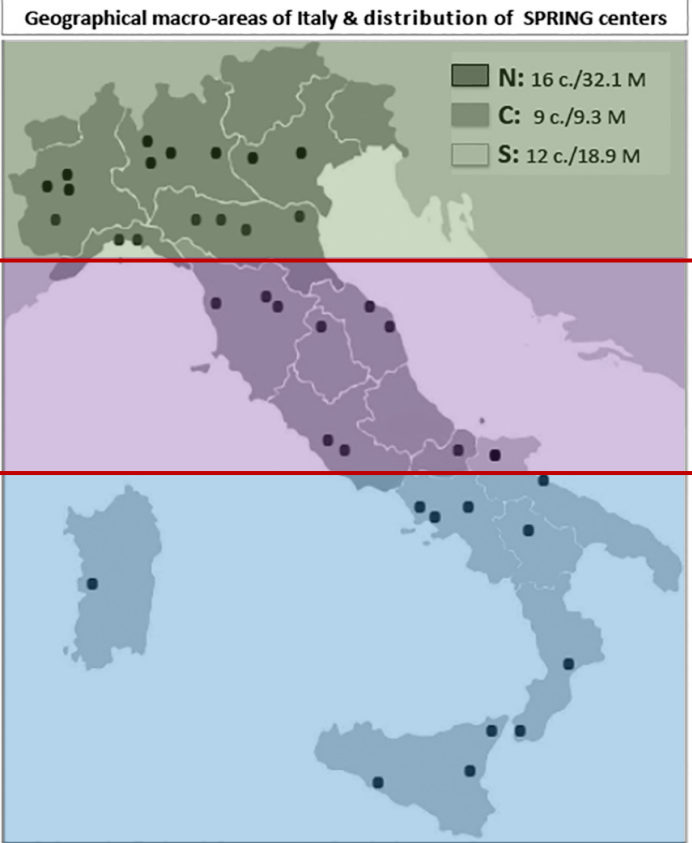 Geographical macro-areas of Italy & distribution of SPRING centers
N: 16 c./32.1 M
C: 9 c./9.3 M
S: 12 c./18.9 M